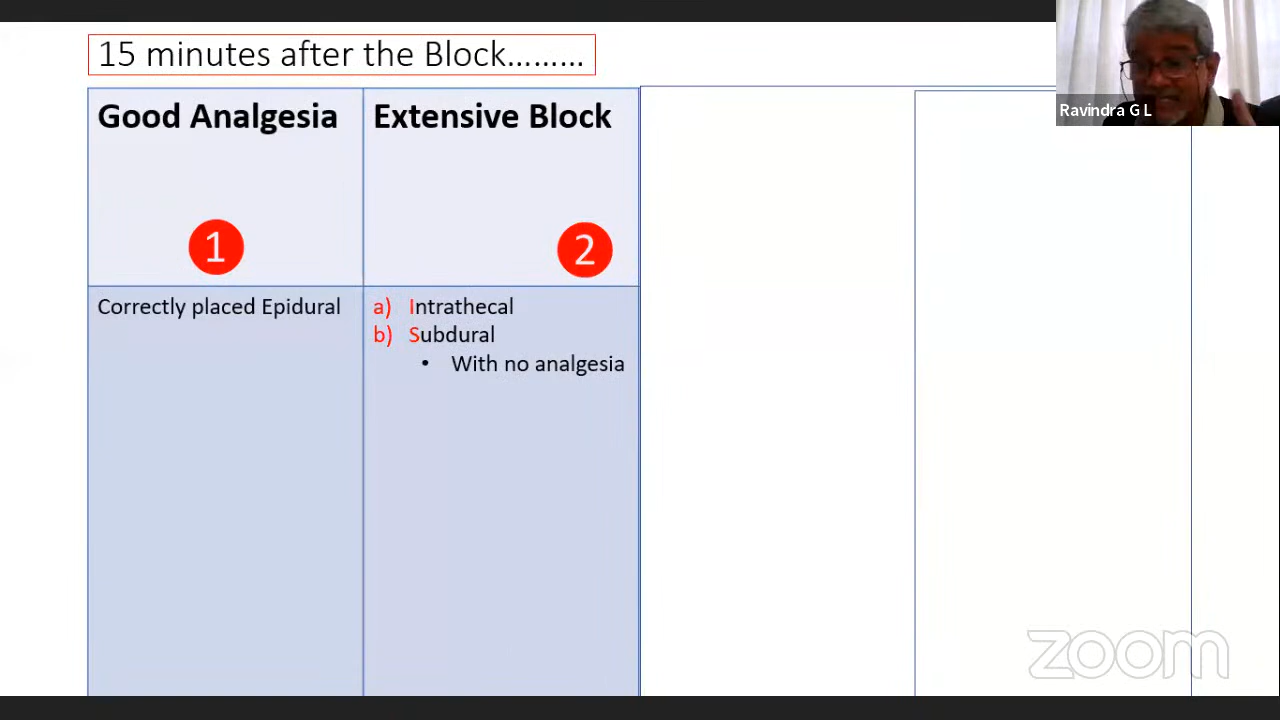 15 minutes after the Block.........
Ravindra G L
Good Analgesia
Extensive Block
1
2
Correctly placed Epidural
a) Intrathecal
b) Subdural
• With no analgesia
zoom